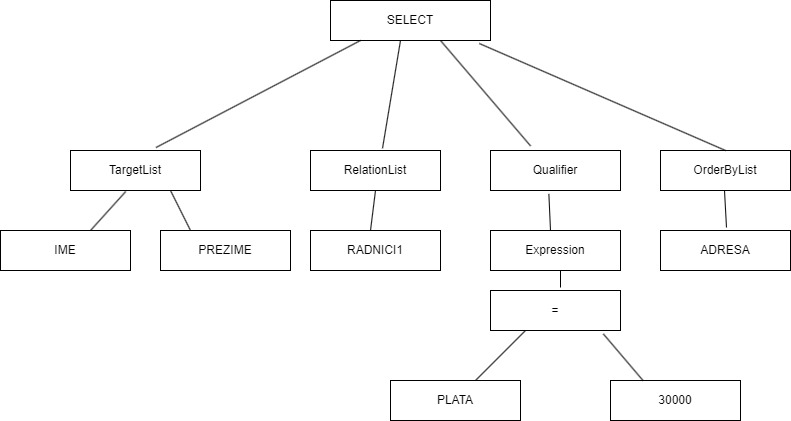 SELECT
TargetList
RelationList
Qualifier
OrderByList
IME
PREZIME
RADNICI1
Expression
ADRESA
=
PLATA
30000